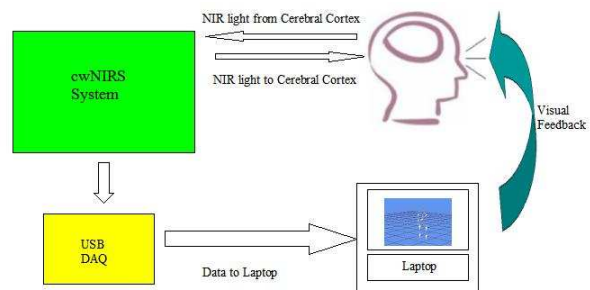 NIR light from Cerebral Cortex
cwNIRS
System
NIR light to Cerebral Cortex
Visual
Feedback
USB
DAQ
Data to Laptop
Laptop